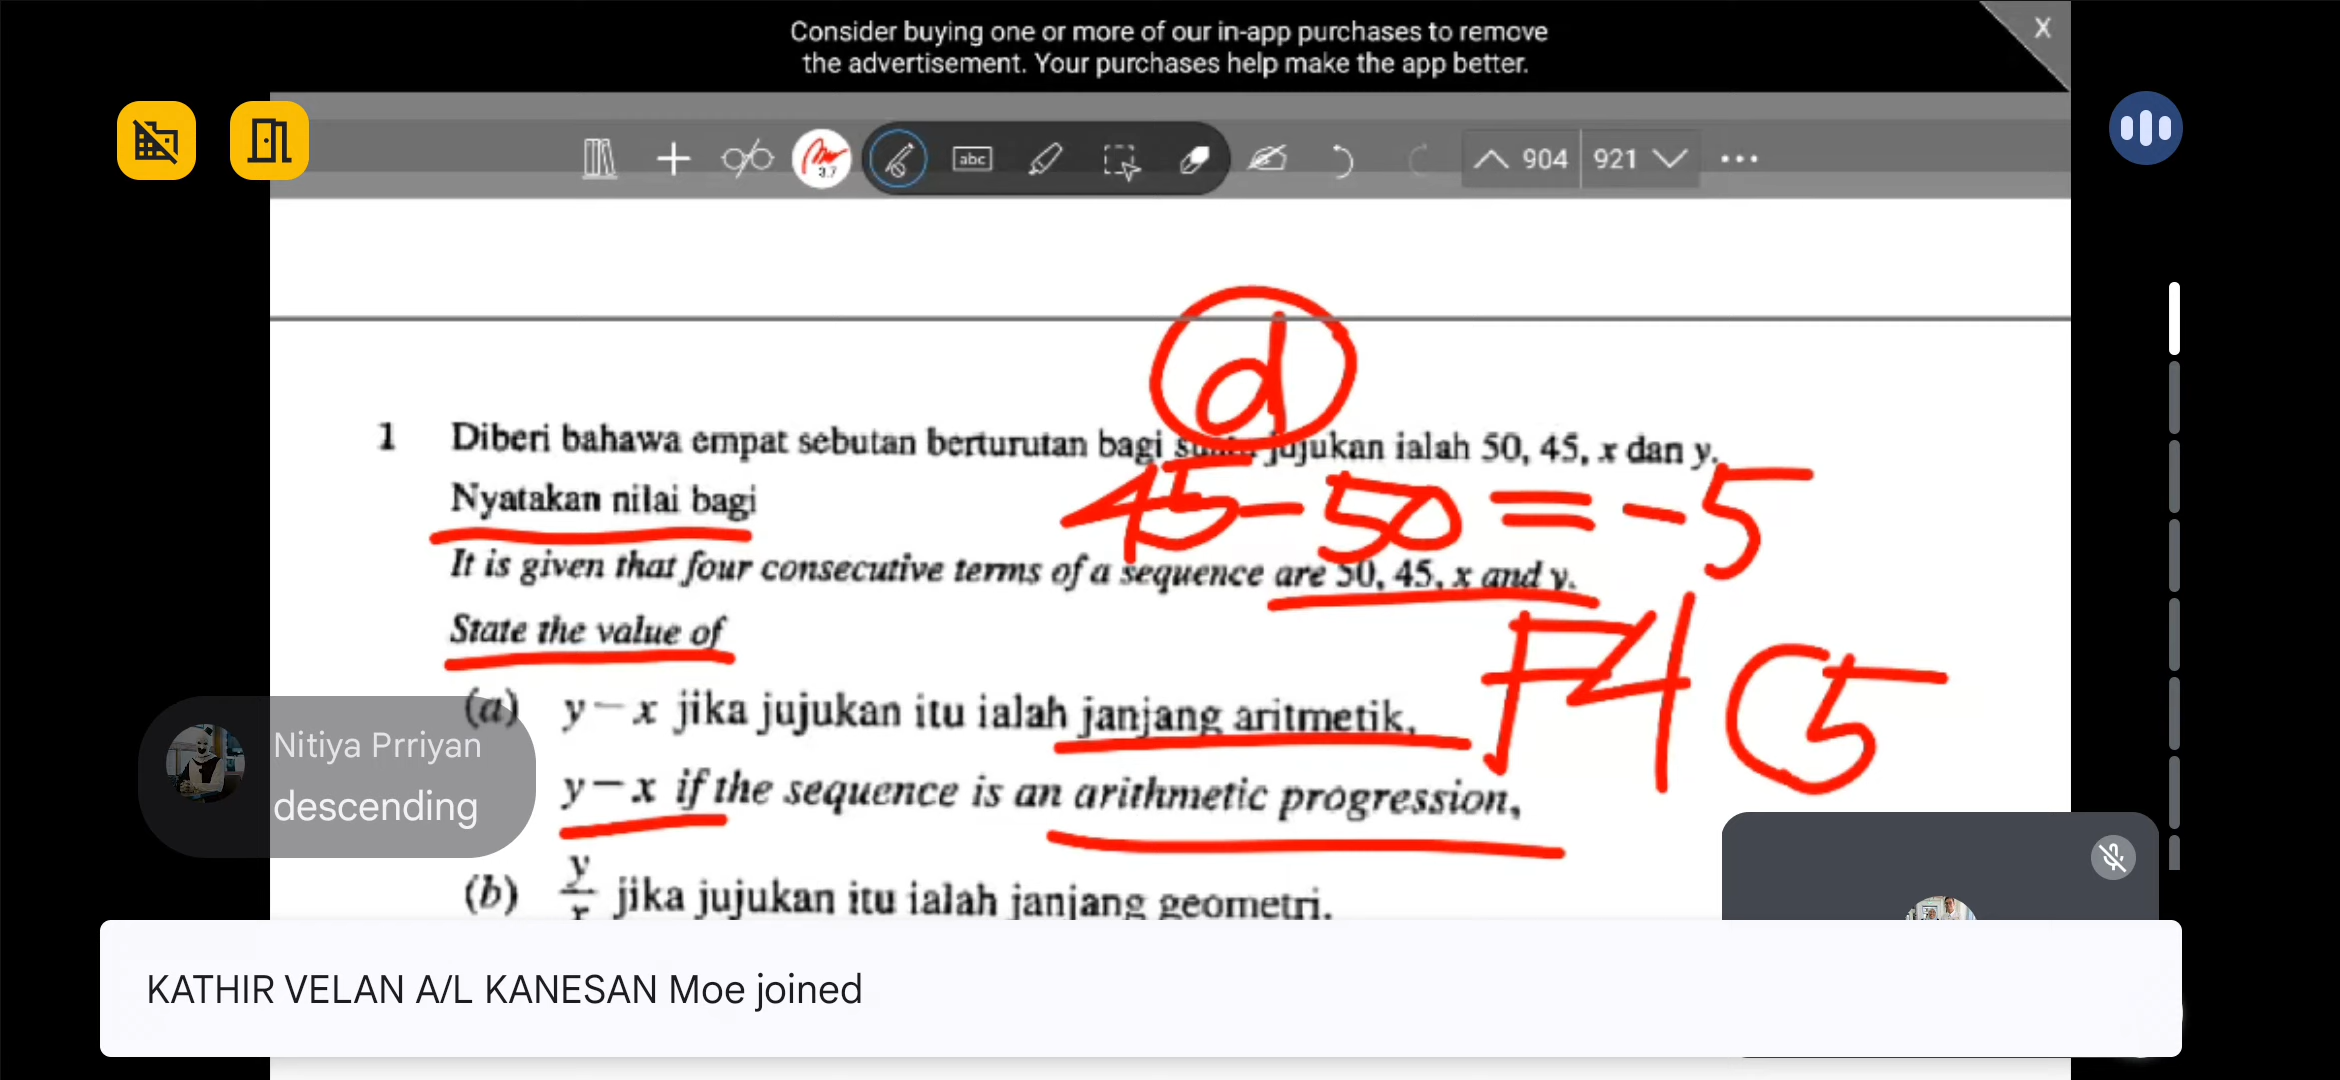 Consider buying one or more of our in-app purchases to remove
the advertisement. Your purchases help make the app better.
X
3.7
abc
904
921
d
1 Diberi bahawa empat sebutan berturutan bagi jujukan ialah 50, 45, x dan y.
45 - 50 = -5
Nyatakan nilai bagi
It is given that four consecutive terms of a sequence are 50, 45, x and y.
State the value of
F4 C5
(a) y – x jika jujukan itu ialah janjang aritmetik,
Nitiya Prriyan
y – x if the sequence is an arithmetic progression,
descending
(b) y/x jika jujukan itu ialah janjang geometri.
KATHIR VELAN A/L KANESAN Moe joined